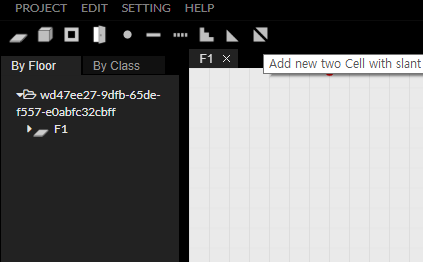 PROJECT EDIT SETTING HELP
By Floor By Class
F1 ×
Add new two Cell with slant
wd47ee27-9dfb-65de-
f557-e0abfc32cbff
F1